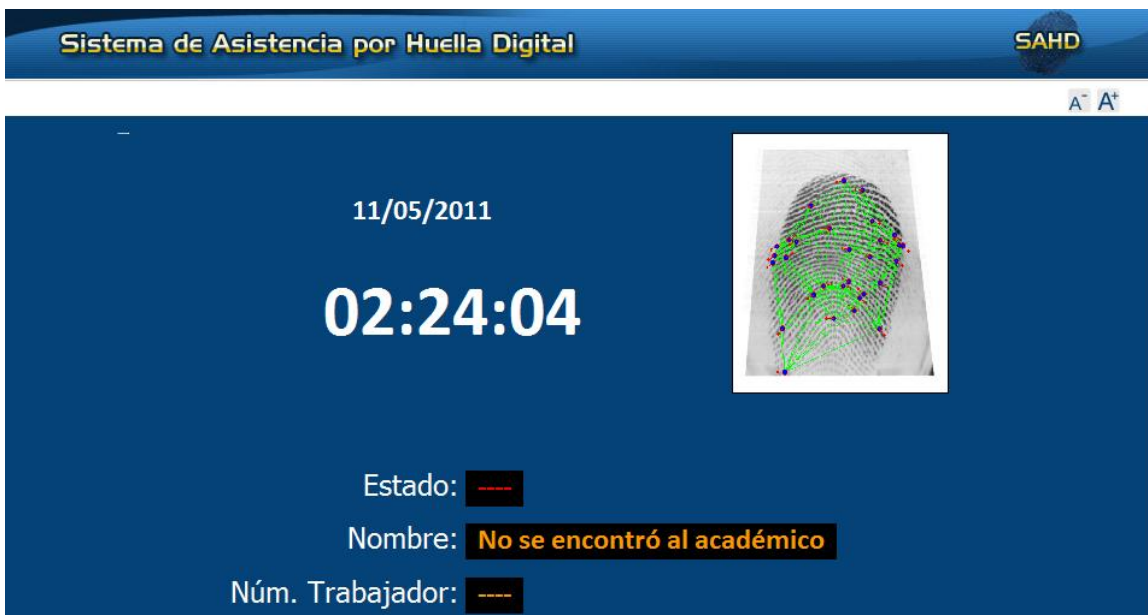 Sistema de Asistencia por Huella Digital SAHD
A- A+
11/05/2011
02:24:04
Estado: ----
Nombre: No se encontró al académico
Núm. Trabajador: ----